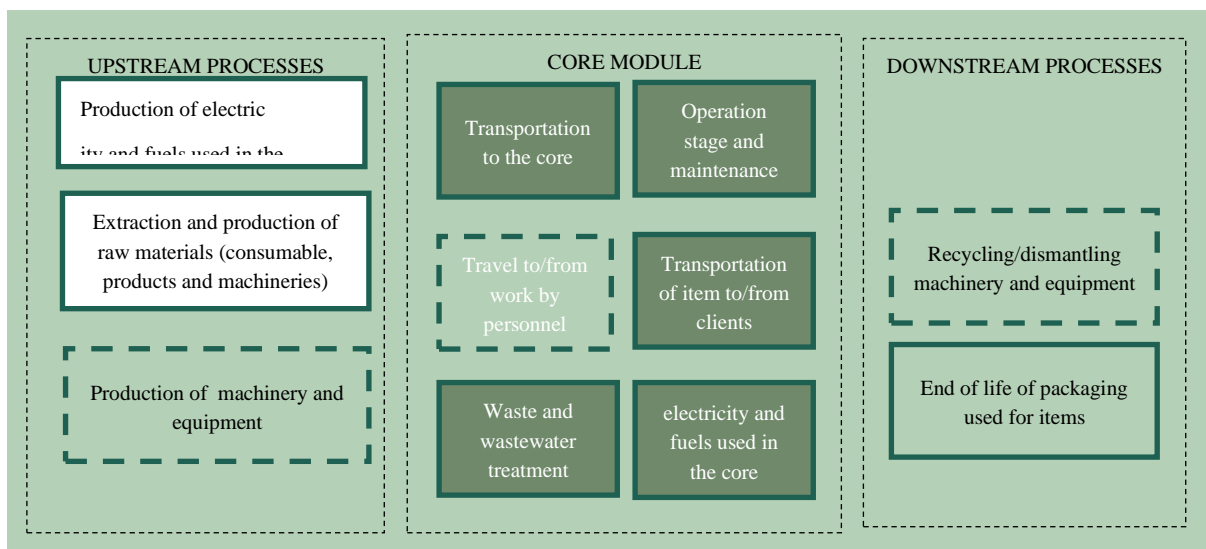 UPSTREAM PROCESSES
Production of electric
ity and fuels used in the
Extraction and production of
raw materials (consumable,
products and machineries)
Production of machinery and
equipment
CORE MODULE
Transportation
to the core
Operation
stage and
maintenance
Travel to/from
work by
personnel
Transportation
of item to/from
clients
Waste and
wastewater
treatment
electricity and
fuels used in
the core
DOWNSTREAM PROCESSES
Recycling/dismantling
machinery and equipment
End of life of packaging
used for items